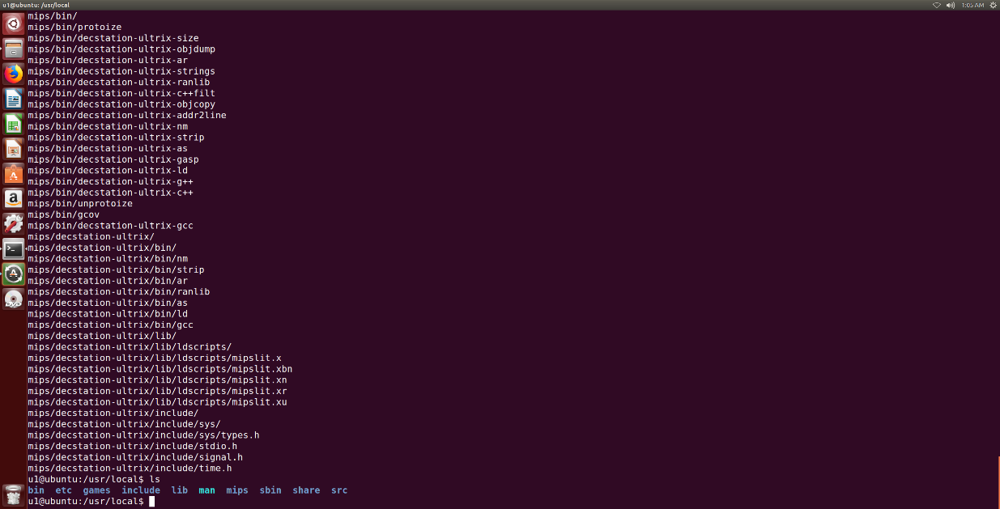 u1@ubuntu: /usr/local
1:05 AM
mips/bin/
mips/bin/protoize
mips/bin/decstation-ultrix-size
mips/bin/decstation-ultrix-objdump
mips/bin/decstation-ultrix-ar
mips/bin/decstation-ultrix-strings
mips/bin/decstation-ultrix-ranlib
mips/bin/decstation-ultrix-c++filt
mips/bin/decstation-ultrix-objcopy
mips/bin/decstation-ultrix-addr2line
mips/bin/decstation-ultrix-nm
mips/bin/decstation-ultrix-strip
mips/bin/decstation-ultrix-as
mips/bin/decstation-ultrix-gasp
mips/bin/decstation-ultrix-ld
mips/bin/decstation-ultrix-g++
mips/bin/decstation-ultrix-c++
mips/bin/unprotoize
mips/bin/gcov
mips/bin/decstation-ultrix-gcc
mips/decstation-ultrix/
mips/decstation-ultrix/bin/
mips/decstation-ultrix/bin/nm
mips/decstation-ultrix/bin/strip
mips/decstation-ultrix/bin/ar
mips/decstation-ultrix/bin/ranlib
mips/decstation-ultrix/bin/as
mips/decstation-ultrix/bin/ld
mips/decstation-ultrix/bin/gcc
mips/decstation-ultrix/lib/
mips/decstation-ultrix/lib/ldscripts/
mips/decstation-ultrix/lib/ldscripts/mipslit.x
mips/decstation-ultrix/lib/ldscripts/mipslit.xbn
mips/decstation-ultrix/lib/ldscripts/mipslit.xn
mips/decstation-ultrix/lib/ldscripts/mipslit.xr
mips/decstation-ultrix/lib/ldscripts/mipslit.xu
mips/decstation-ultrix/include/
mips/decstation-ultrix/include/sys/
mips/decstation-ultrix/include/sys/types.h
mips/decstation-ultrix/include/stdio.h
mips/decstation-ultrix/include/signal.h
mips/decstation-ultrix/include/time.h
u1@ubuntu:/usr/local$ ls
bin  etc  games  include  lib  man  mips  sbin  share  src
u1@ubuntu:/usr/local$